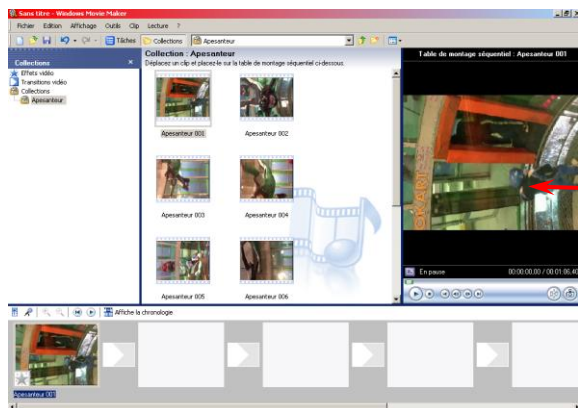 Sans titre - Windows Movie Maker
Fichier Edition Affichage Outils Clip Lecture ?
Tâches Collections Apesanteur
Collections ×
Effets vidéo
Transitions vidéo
Collections
Apesanteur
Collection : Apesanteur
Déplacez un clip et placez-le sur la table de montage séquentiel ci-dessous.
Apesanteur 001 Apesanteur 002
Apesanteur 003 Apesanteur 004
Apesanteur 005 Apesanteur 006
Table de montage séquentiel : Apesanteur 001
En pause 00:00:00,00 / 00:01:06,40
Affiche la chronologie
Apesanteur 001